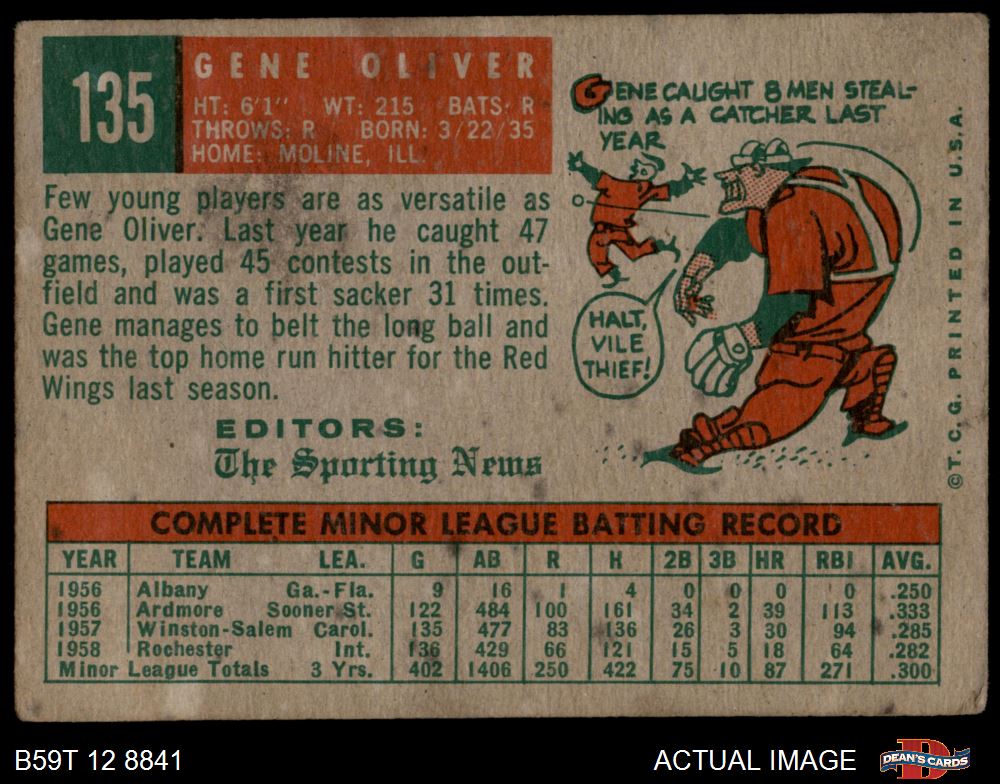 135
GENE OLIVER
HT: 6'1" WT: 215 BATS: R
THROWS: R BORN: 3/22/35
HOME: MOLINE, ILL.
Few young players are as versatile as
Gene Oliver. Last year he caught 47
games, played 45 contests in the out-
field and was a first sacker 31 times.
Gene manages to belt the long ball and
was the top home run hitter for the Red
Wings last season.
EDITORS:
The Sporting News
GENE CAUGHT 8 MEN STEAL-
ING AS A CATCHER LAST
YEAR
HALT,
VILE
THIEF!
©T.C.G. PRINTED IN U.S.A.
COMPLETE MINOR LEAGUE BATTING RECORD
YEAR TEAM LEA. G AB R H 2B 3B HR RBI AVG.
1956 Albany Ga.-Fla. 9 16 1 4 0 0 0 0 .250
1956 Ardmore Sooner St. 122 484 100 161 34 2 39 113 .333
1957 Winston-Salem Carol. 135 477 83 136 26 3 30 94 .285
1958 Rochester Int. 136 429 66 121 15 5 18 64 .282
Minor League Totals 3 Yrs. 402 1406 250 422 75 10 87 271 .300
B59T 12 8841
ACTUAL IMAGE
DEAN'S CARDS